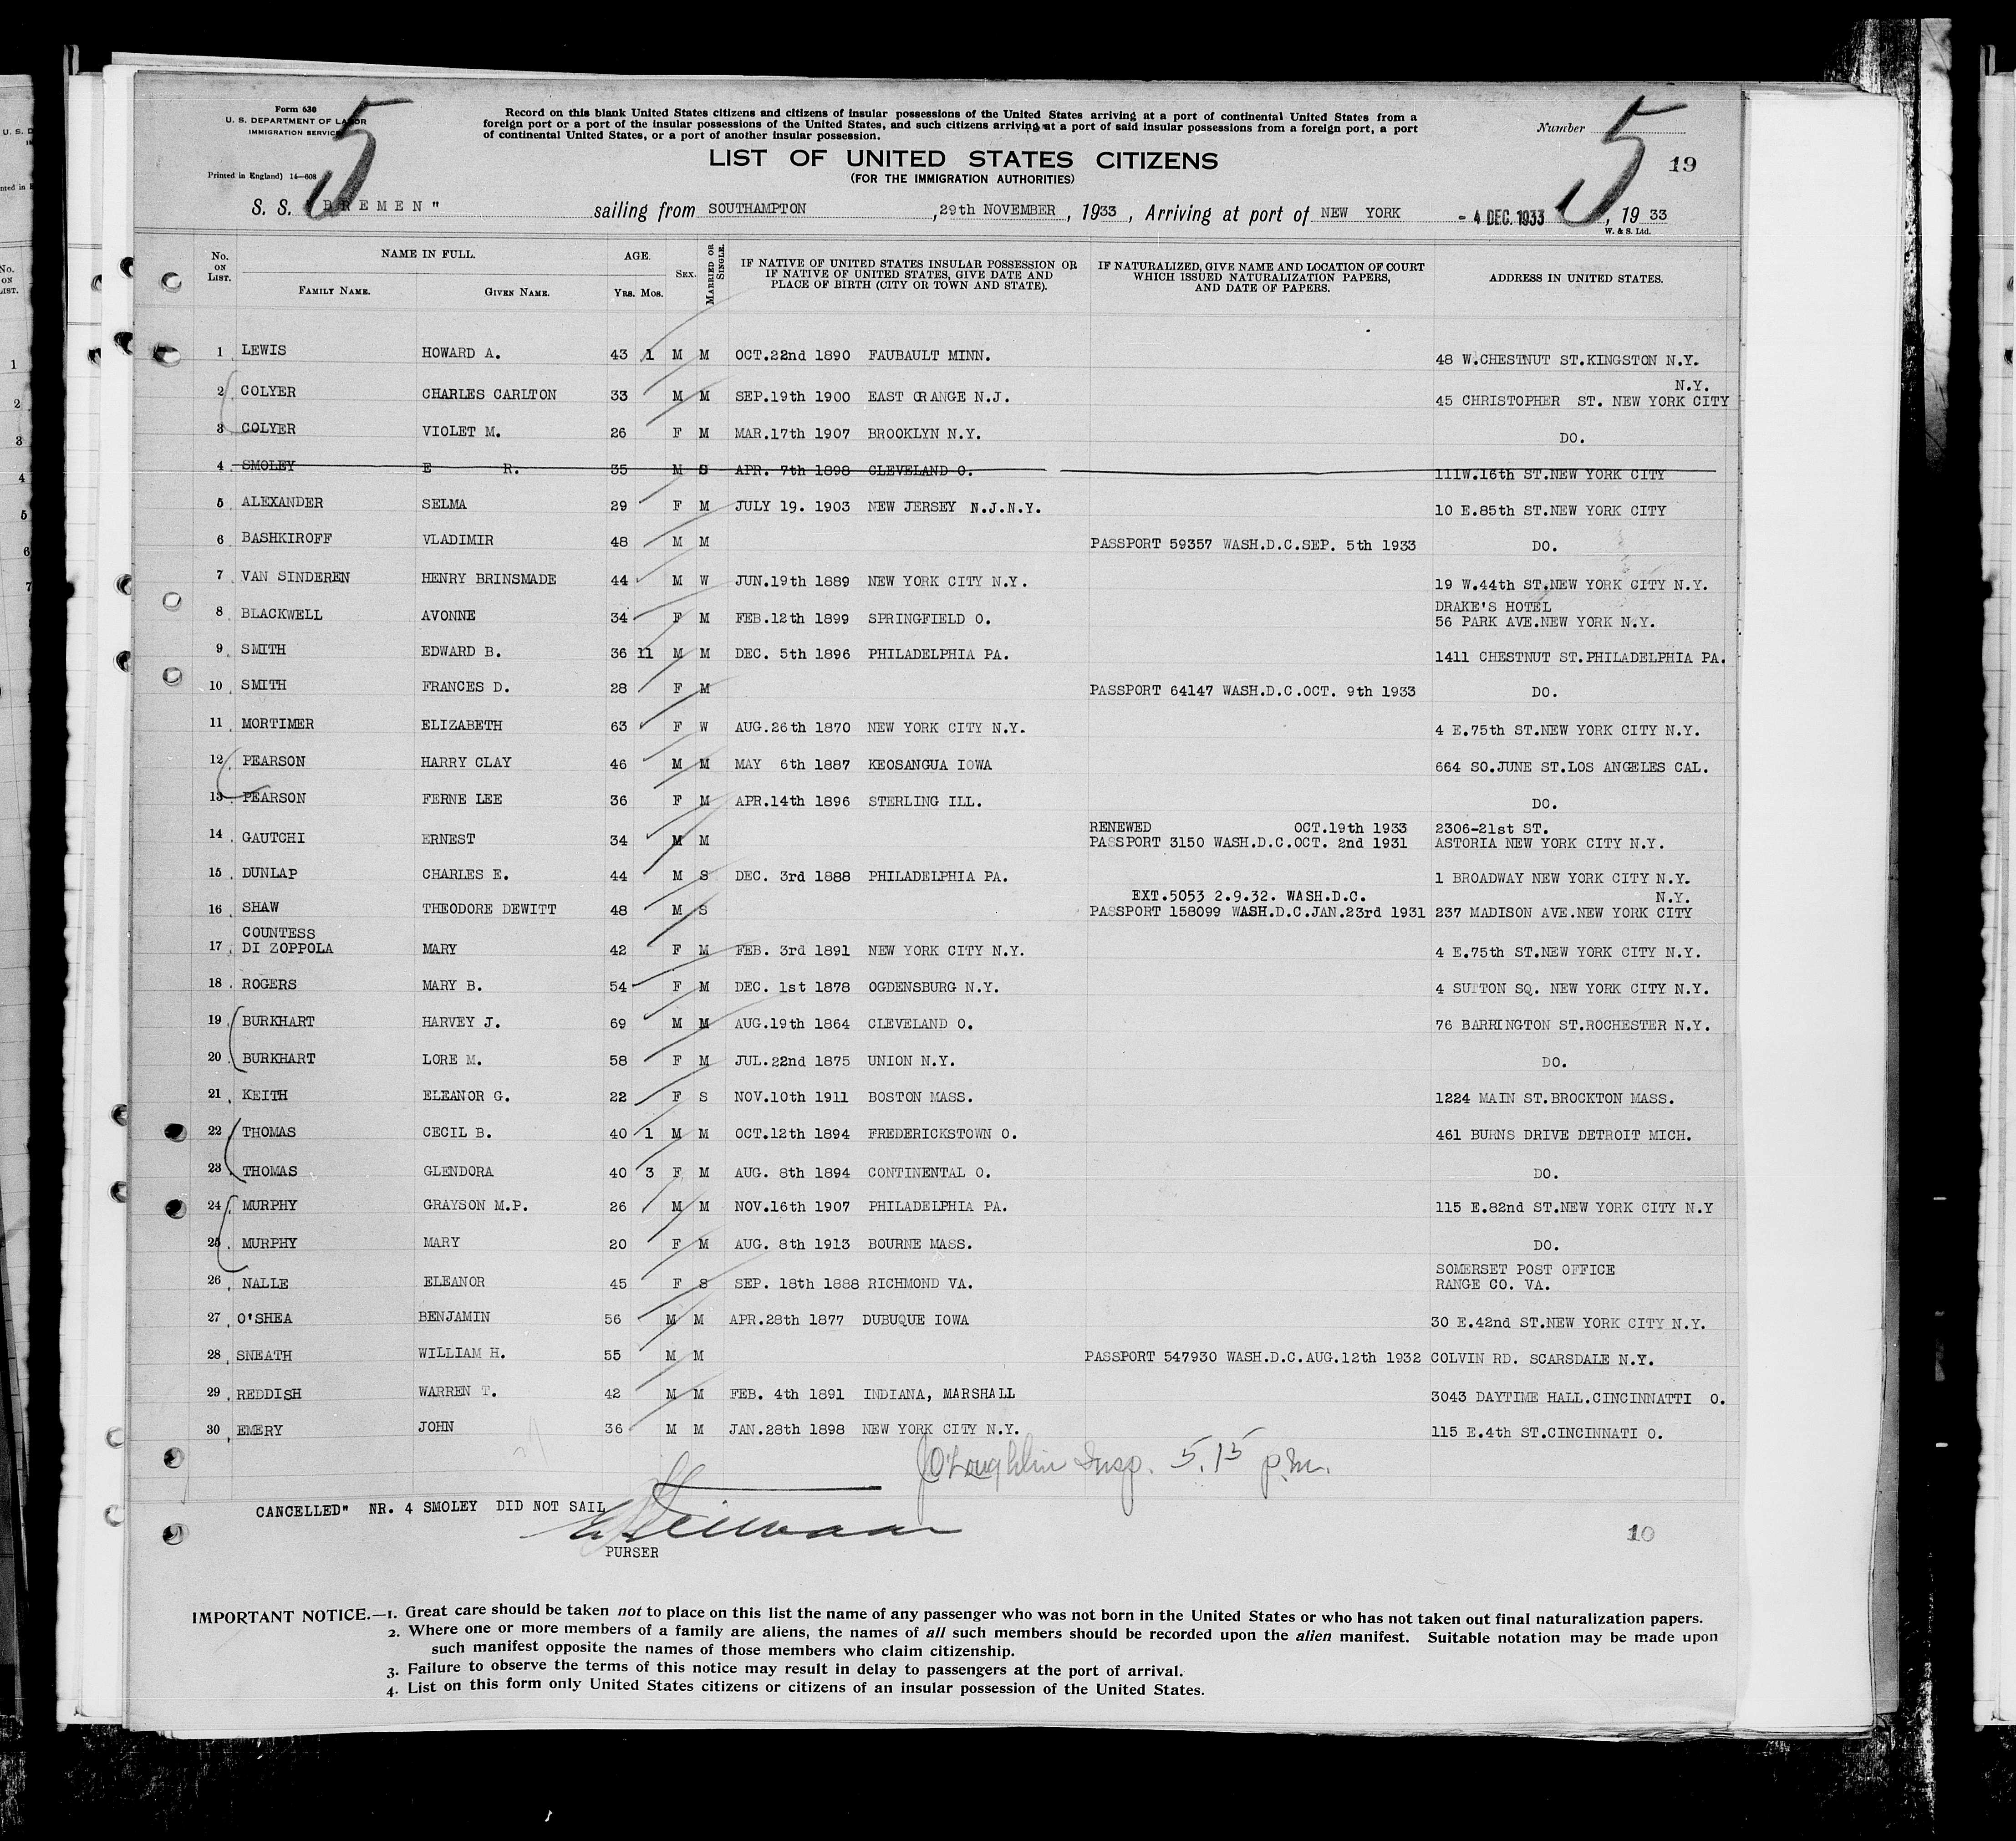 Form 630
U. S. DEPARTMENT OF LABOR
IMMIGRATION SERVICE
Printed in England) 14—608
5
Record on this blank United States citizens and citizens of insular possessions of the United States arriving at a port of continental United States from a
foreign port or a port of the insular possessions of the United States, and such citizens arriving at a port of said insular possessions from a foreign port, a port
of continental United States, or a port of another insular possession.
Number 5
19
LIST OF UNITED STATES CITIZENS
(FOR THE IMMIGRATION AUTHORITIES)
S. S. "BREMEN" sailing from SOUTHAMPTON, 29th NOVEMBER, 1933, Arriving at port of NEW YORK - 4 DEC. 1933, 1933
W. & S. Ltd.
No. ON LIST. NAME IN FULL. FAMILY NAME. GIVEN NAME. AGE. Yrs. Mos. SEX. MARRIED OR SINGLE. IF NATIVE OF UNITED STATES INSULAR POSSESSION OR IF NATIVE OF UNITED STATES, GIVE DATE AND PLACE OF BIRTH (CITY OR TOWN AND STATE). IF NATURALIZED, GIVE NAME AND LOCATION OF COURT WHICH ISSUED NATURALIZATION PAPERS, AND DATE OF PAPERS. ADDRESS IN UNITED STATES.
1 LEWIS HOWARD A. 43 1 M M OCT.22nd 1890 FAUBAULT MINN. 48 W.CHESTNUT ST.KINGSTON N.Y.
N.Y.
2 COLYER CHARLES CARLTON 33 M M SEP.19th 1900 EAST ORANGE N.J. 45 CHRISTOPHER ST. NEW YORK CITY
3 COLYER VIOLET M. 26 F M MAR.17th 1907 BROOKLYN N.Y. DO.
4 SMOLEY E R. 35 M S APR. 7th 1898 CLEVELAND O. 111W.16th ST.NEW YORK CITY
5 ALEXANDER SELMA 29 F M JULY 19. 1903 NEW JERSEY N.J.N.Y. 10 E.85th ST.NEW YORK CITY
6 BASHKIROFF VLADIMIR 48 M M PASSPORT 59357 WASH.D.C.SEP. 5th 1933 DO.
7 VAN SINDEREN HENRY BRINSMADE 44 M W JUN.19th 1889 NEW YORK CITY N.Y. 19 W.44th ST.NEW YORK CITY N.Y.
DRAKE'S HOTEL
8 BLACKWELL AVONNE 34 F M FEB.12th 1899 SPRINGFIELD O. 56 PARK AVE.NEW YORK N.Y.
9 SMITH EDWARD B. 36 11 M M DEC. 5th 1896 PHILADELPHIA PA. 1411 CHESTNUT ST.PHILADELPHIA PA.
10 SMITH FRANCES D. 28 F M PASSPORT 64147 WASH.D.C.OCT. 9th 1933 DO.
11 MORTIMER ELIZABETH 63 F W AUG.26th 1870 NEW YORK CITY N.Y. 4 E.75th ST.NEW YORK CITY N.Y.
12 PEARSON HARRY CLAY 46 M M MAY 6th 1887 KEOSANGUA IOWA 664 SO.JUNE ST.LOS ANGELES CAL.
13 PEARSON FERNE LEE 36 F M APR.14th 1896 STERLING ILL. DO.
RENEWED OCT.19th 1933 2306-21st ST.
14 GAUTCHI ERNEST 34 M M PASSPORT 3150 WASH.D.C.OCT. 2nd 1931 ASTORIA NEW YORK CITY N.Y.
15 DUNLAP CHARLES E. 44 M S DEC. 3rd 1888 PHILADELPHIA PA. 1 BROADWAY NEW YORK CITY N.Y.
EXT.5053 2.9.32. WASH.D.C. N.Y.
16 SHAW THEODORE DEWITT 48 M S PASSPORT 158099 WASH.D.C.JAN.23rd 1931 237 MADISON AVE.NEW YORK CITY
COUNTESS
17 DI ZOPPOLA MARY 42 F M FEB. 3rd 1891 NEW YORK CITY N.Y. 4 E.75th ST.NEW YORK CITY N.Y.
18 ROGERS MARY B. 54 F M DEC. 1st 1878 OGDENSBURG N.Y. 4 SUTTON SQ. NEW YORK CITY N.Y.
19 BURKHART HARVEY J. 69 M M AUG.19th 1864 CLEVELAND O. 76 BARRINGTON ST.ROCHESTER N.Y.
20 BURKHART LORE M. 58 F M JUL.22nd 1875 UNION N.Y. DO.
21 KEITH ELEANOR G. 22 F S NOV.10th 1911 BOSTON MASS. 1224 MAIN ST.BROCKTON MASS.
22 THOMAS CECIL B. 40 1 M M OCT.12th 1894 FREDERICKSTOWN O. 461 BURNS DRIVE DETROIT MICH.
23 THOMAS GLENDORA 40 3 F M AUG. 8th 1894 CONTINENTAL O. DO.
24 MURPHY GRAYSON M.P. 26 M M NOV.16th 1907 PHILADELPHIA PA. 115 E.82nd ST.NEW YORK CITY N.Y
25 MURPHY MARY 20 F M AUG. 8th 1913 BOURNE MASS. DO.
SOMERSET POST OFFICE
26 NALLE ELEANOR 45 F S SEP. 18th 1888 RICHMOND VA. RANGE CO. VA.
27 O'SHEA BENJAMIN 56 M M APR.28th 1877 DUBUQUE IOWA 30 E.42nd ST.NEW YORK CITY N.Y.
28 SNEATH WILLIAM H. 55 M M PASSPORT 547930 WASH.D.C.AUG.12th 1932 COLVIN RD. SCARSDALE N.Y.
29 REDDISH WARREN T. 42 M M FEB. 4th 1891 INDIANA, MARSHALL 3043 DAYTIME HALL.CINCINNATTI O.
30 EMERY JOHN 36 M M JAN.28th 1898 NEW YORK CITY N.Y. 115 E.4th ST.CINCINNATI O.
J O'Loughlin Insp. 5.15 p.m.
CANCELLED" NR. 4 SMOLEY DID NOT SAIL
PURSER
10
IMPORTANT NOTICE.—1. Great care should be taken not to place on this list the name of any passenger who was not born in the United States or who has not taken out final naturalization papers.
2. Where one or more members of a family are aliens, the names of all such members should be recorded upon the alien manifest. Suitable notation may be made upon
such manifest opposite the names of those members who claim citizenship.
3. Failure to observe the terms of this notice may result in delay to passengers at the port of arrival.
4. List on this form only United States citizens or citizens of an insular possession of the United States.